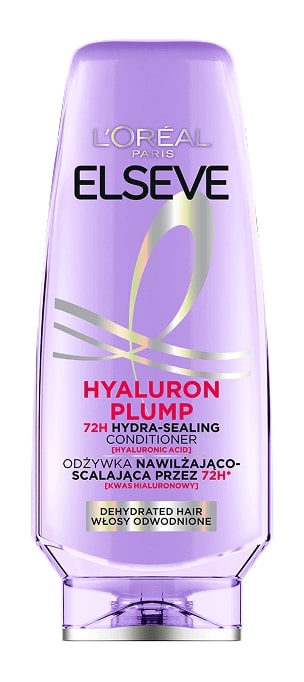 L'ORÉAL
PARIS
ELSEVE
HYALURON
PLUMP
72H HYDRA-SEALING
CONDITIONER
[HYALURONIC ACID]
ODŻYWKA NAWILŻAJĄCO-
SCALAJĄCA PRZEZ 72H*
[KWAS HIALURONOWY]
DEHYDRATED HAIR
WŁOSY ODWODNIONE